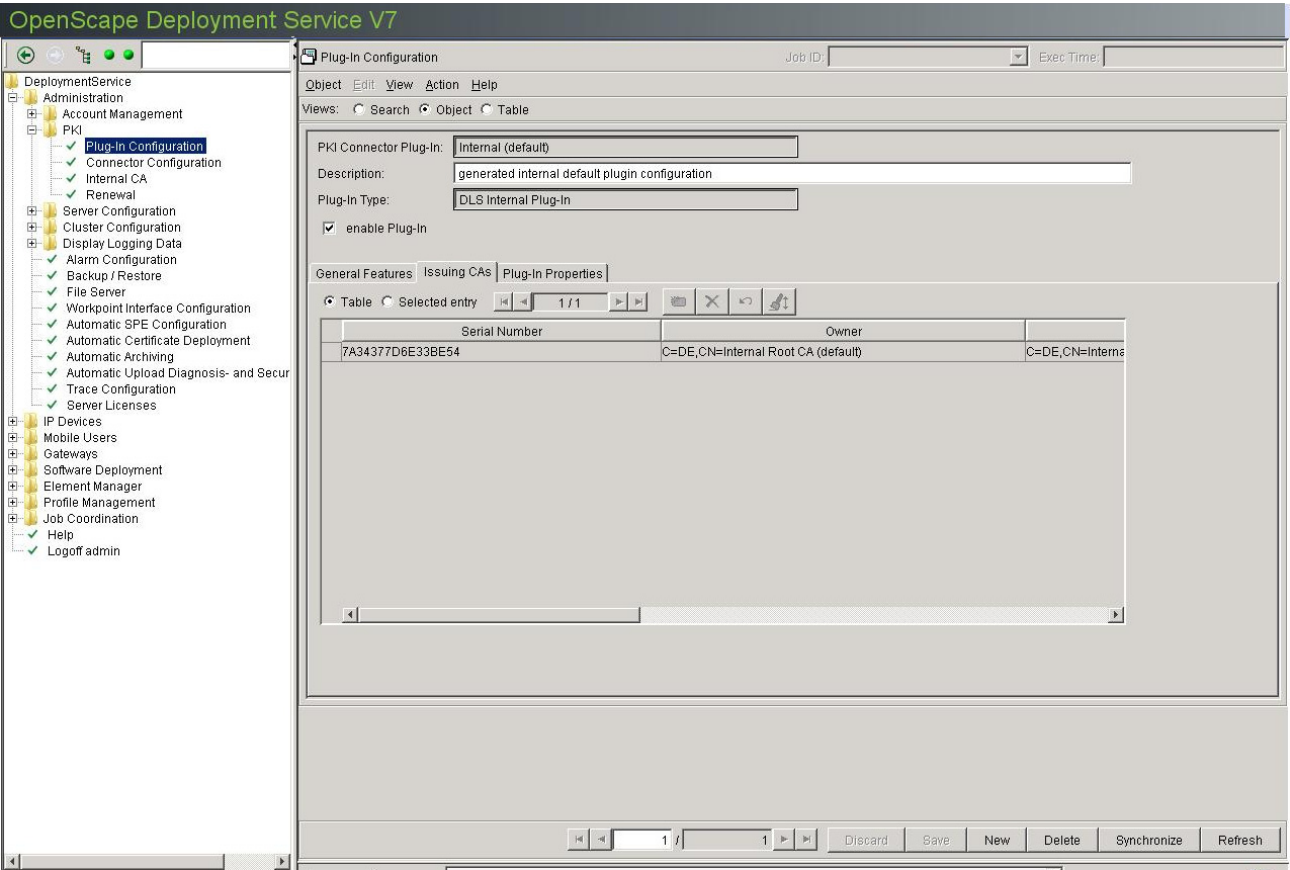 OpenScape Deployment Service V7
DeploymentService
Administration
Account Management
PKI
Plug-In Configuration
Connector Configuration
Internal CA
Renewal
Server Configuration
Cluster Configuration
Display Logging Data
Alarm Configuration
Backup / Restore
File Server
Workpoint Interface Configuration
Automatic SPE Configuration
Automatic Certificate Deployment
Automatic Archiving
Automatic Upload Diagnosis- and Secur
Trace Configuration
Server Licenses
IP Devices
Mobile Users
Gateways
Software Deployment
Element Manager
Profile Management
Job Coordination
Help
Logoff admin
Plug-In Configuration Job ID: Exec Time:
Object Edit View Action Help
Views: Search Object Table
PKI Connector Plug-In: Internal (default)
Description: generated internal default plugin configuration
Plug-In Type: DLS Internal Plug-In
enable Plug-In
General Features Issuing CAs Plug-In Properties
Table Selected entry 1 / 1
Serial Number Owner
7A34377D6E33BE54 C=DE,CN=Internal Root CA (default) C=DE,CN=Interna
1 / 1 Discard Save New Delete Synchronize Refresh